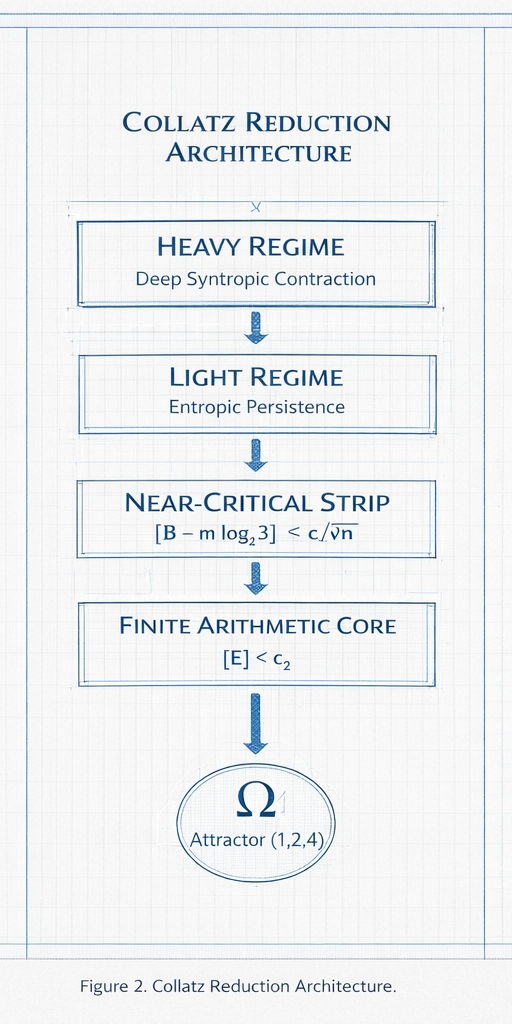 COLLATZ REDUCTION
ARCHITECTURE
HEAVY REGIME
Deep Syntropic Contraction
LIGHT REGIME
Entropic Persistence
NEAR-CRITICAL STRIP
[B – m log₂3] < c/√n
FINITE ARITHMETIC CORE
[E] < c₂
Ω
Attractor (1,2,4)
Figure 2. Collatz Reduction Architecture.